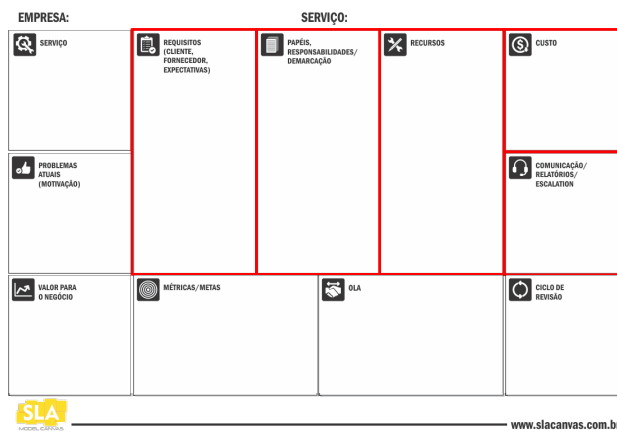 EMPRESA:
SERVIÇO:
SERVIÇO
REQUISITOS
(CLIENTE,
FORNECEDOR,
EXPECTATIVAS)
PAPÉIS,
RESPONSABILIDADES/
DEMARCAÇÃO
RECURSOS
CUSTO
PROBLEMAS
ATUAIS
(MOTIVAÇÃO)
COMUNICAÇÃO/
RELATÓRIOS/
ESCALATION
VALOR PARA
O NEGÓCIO
MÉTRICAS/METAS
OLA
CICLO DE
REVISÃO
SLA
MODEL CANVAS
www.slacanvas.com.br